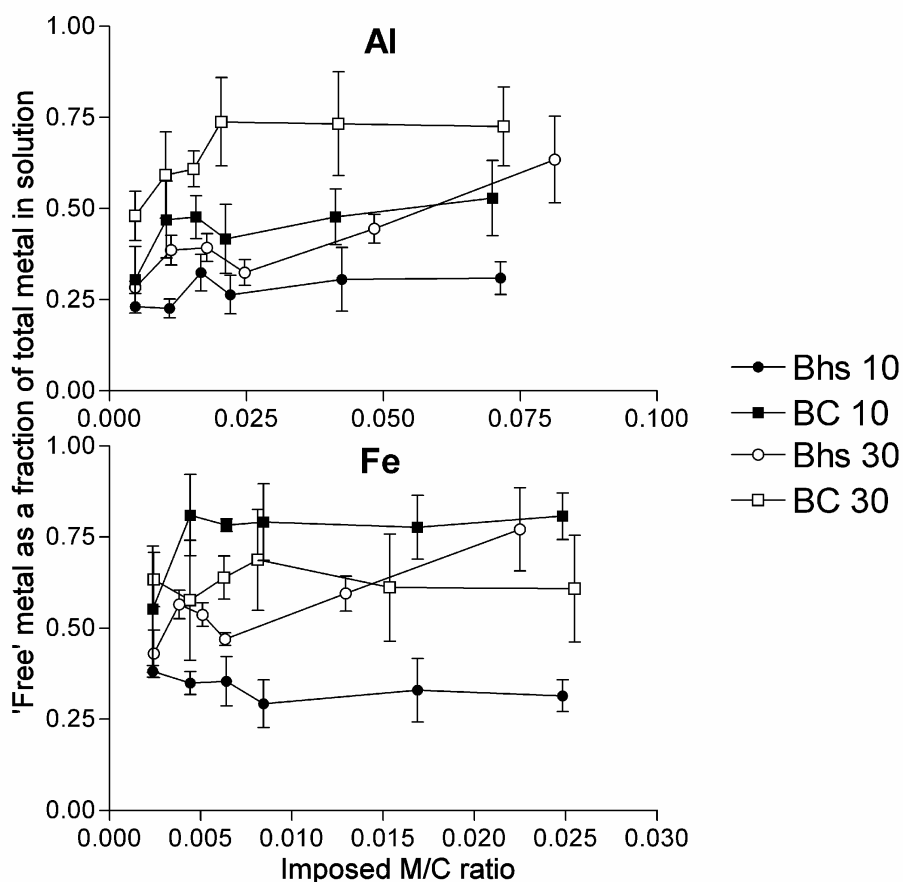 'Free' metal as a fraction of total metal in solution
Al
1.00
0.75
0.50
0.25
0.00
0.000 0.025 0.050 0.075 0.100
Fe
1.00
0.75
0.50
0.25
0.00
0.000 0.005 0.010 0.015 0.020 0.025 0.030
Imposed M/C ratio
Bhs 10
BC 10
Bhs 30
BC 30